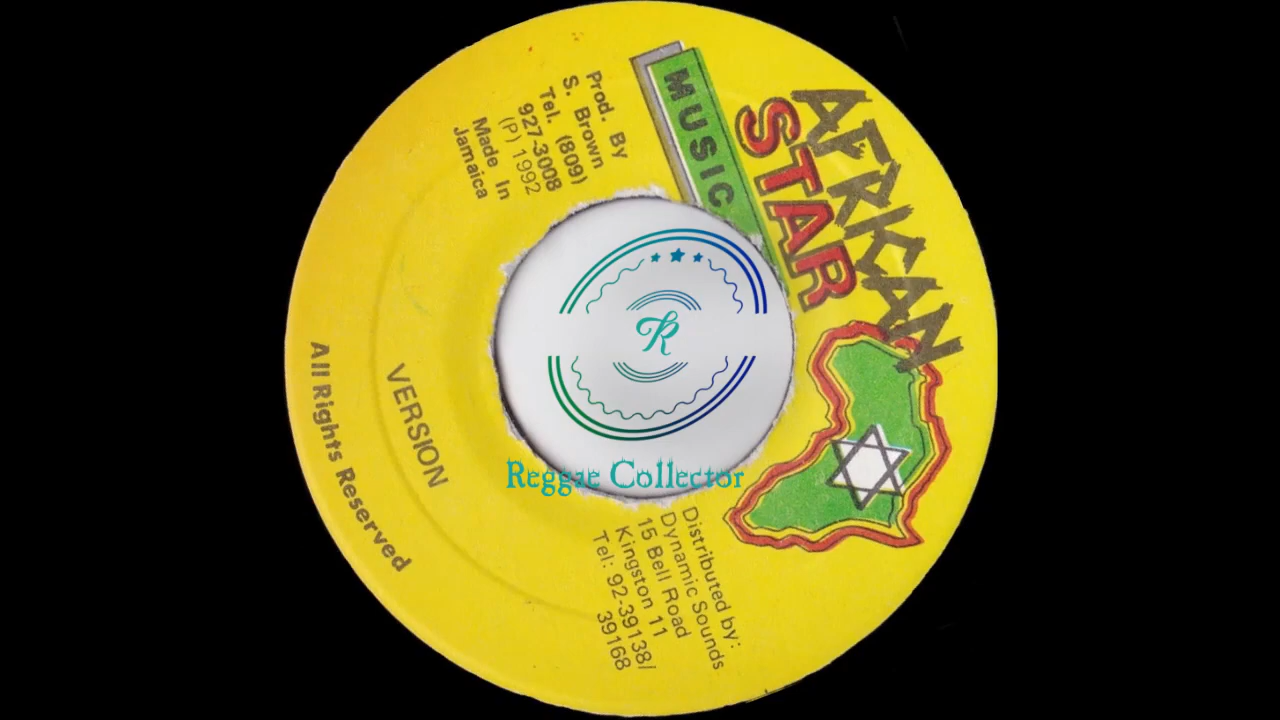 AFRICAN
STAR
MUSIC
Prod. By
S. Brown
Tel. (809)
927-3008
(P) 1992
Made In
Jamaica
R
Reggae Collector
Distributed by:
Dynamic Sounds
15 Bell Road
Kingston 11
Tel: 92-39138/
39168
VERSION
All Rights Reserved